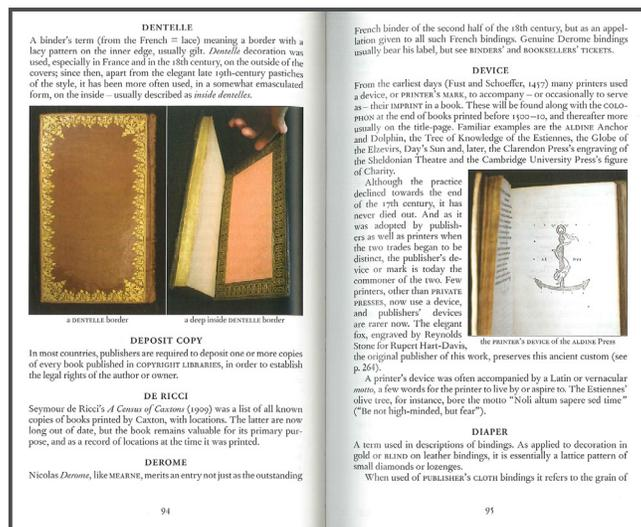 DENTELLE
A binder's term (from the French = lace) meaning a border with a
lacy pattern on the inner edge, usually gilt. Dentelle decoration was
used, especially in France and in the 18th century, on the outside of the
covers; since then, apart from the elegant late 19th-century pastiches
of the style, it has been more often used, in a somewhat emasculated
form, on the inside – usually described as inside dentelles.
a DENTELLE border
a deep inside DENTELLE border
DEPOSIT COPY
In most countries, publishers are required to deposit one or more copies
of every book published in COPYRIGHT LIBRARIES, in order to establish
the legal rights of the author or owner.
DE RICCI
Seymour de Ricci's A Census of Caxtons (1909) was a list of all known
copies of books printed by Caxton, with locations. The latter are now
long out of date, but the book remains valuable for its primary pur-
pose, and as a record of locations at the time it was printed.
DEROME
Nicolas Derome, like MEARNE, merits an entry not just as the outstanding
94
French binder of the second half of the 18th century, but as an appel-
lation given to all such French bindings. Genuine Derome bindings
usually bear his label, but see BINDERS' and BOOKSELLERS' TICKETS.
DEVICE
From the earliest days (Fust and Schoeffer, 1457) many printers used
a device, or PRINTER'S MARK, to accompany – or occasionally to serve
as – their IMPRINT in a book. These will be found along with the COLO-
PHON at the end of books printed before 1500–10, and thereafter more
usually on the title-page. Familiar examples are the ALDINE Anchor
and Dolphin, the Tree of Knowledge of the Estiennes, the Globe of
the Elzevirs, Day's Sun and, later, the Clarendon Press's engraving of
the Sheldonian Theatre and the Cambridge University Press's figure
of Charity.
Although the practice
declined towards the end
of the 17th century, it has
never died out. And as it
was adopted by publish-
ers as well as printers when
the two trades began to be
distinct, the publisher's de-
vice or mark is today the
commoner of the two. Few
printers, other than PRIVATE
PRESSES, now use a device,
and publishers' devices
are rarer now. The elegant
fox, engraved by Reynolds
Stone for Rupert Hart-Davis,
the PRINTER'S DEVICE of the ALDINE Press
the original publisher of this work, preserves this ancient custom (see
p. 264).
A printer's device was often accompanied by a Latin or vernacular
motto, a few words for the printer to live by or aspire to. The Estiennes'
olive tree, for instance, bore the motto "Noli altum sapere sed time"
("Be not high-minded, but fear").
DIAPER
A term used in descriptions of bindings. As applied to decoration in
gold or BLIND on leather bindings, it is essentially a lattice pattern of
small diamonds or lozenges.
When used of PUBLISHER'S CLOTH bindings it refers to the grain of
95